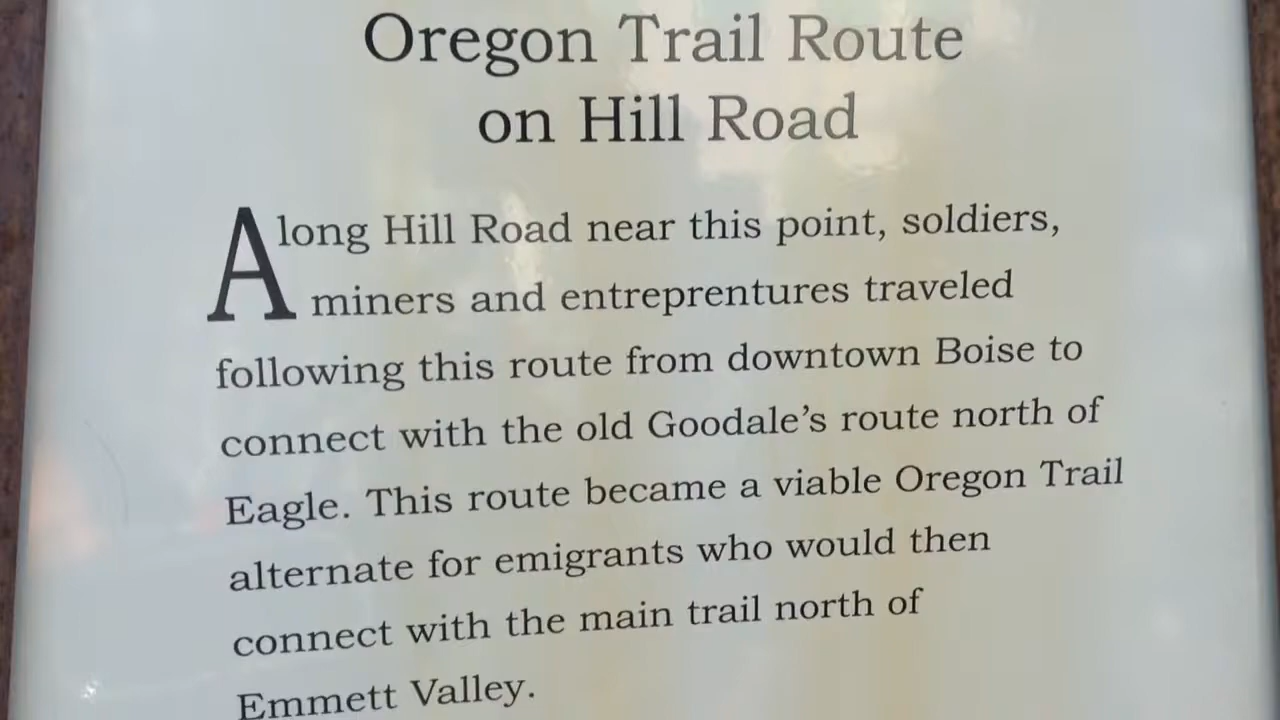 Oregon Trail Route
on Hill Road
Along Hill Road near this point, soldiers,
miners and entreprentures traveled
following this route from downtown Boise to
connect with the old Goodale’s route north of
Eagle. This route became a viable Oregon Trail
alternate for emigrants who would then
connect with the main trail north of
Emmett Valley.